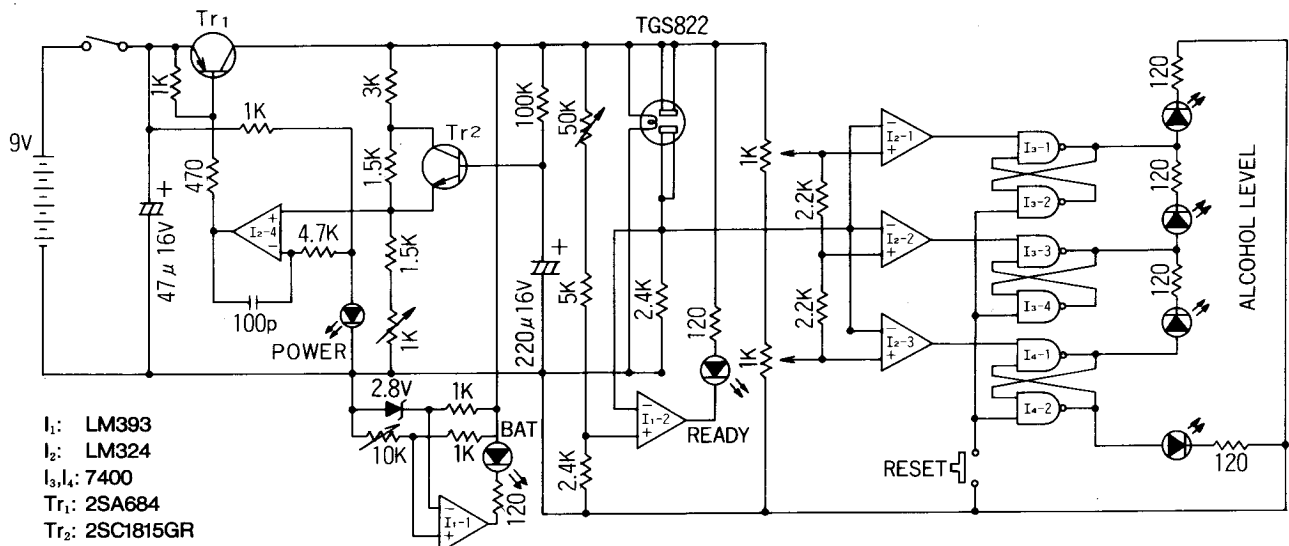 Tr1
TGS822
1K
1K
3K
100K
50K
120
Tr2
9V
470
1.5K
1K
2.2K
I2-1
I3-1
I3-2
120
47μ16V
+
I2-4
+
−
4.7K
1.5K
+
5K
2.4K
I2-2
I3-3
I3-4
120
ALCOHOL LEVEL
100p
POWER
1K
220μ16V
120
1K
2.2K
I2-3
I4-1
I4-2
2.8V
1K
BAT
I1-2
READY
10K
1K
2.4K
RESET
120
I1-1
120
I1: LM393
I2: LM324
I3,I4: 7400
Tr1: 2SA684
Tr2: 2SC1815GR